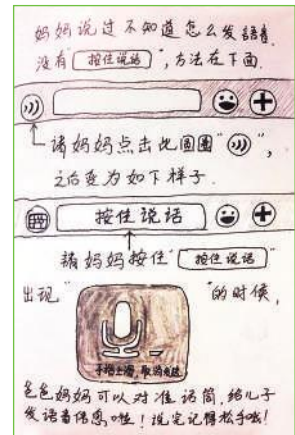 妈妈说过不知道怎么发語音,
没有"按住说话",方法在下面.
请妈妈点击此圆圈" ",
之后变为如下样子.
按住说话
請妈妈按住"按住说话"
出现" "的时候,
手指上滑,取消发送
爸爸妈妈可以对准话筒,给儿子
发语音信息啦!说完记得松手哦!